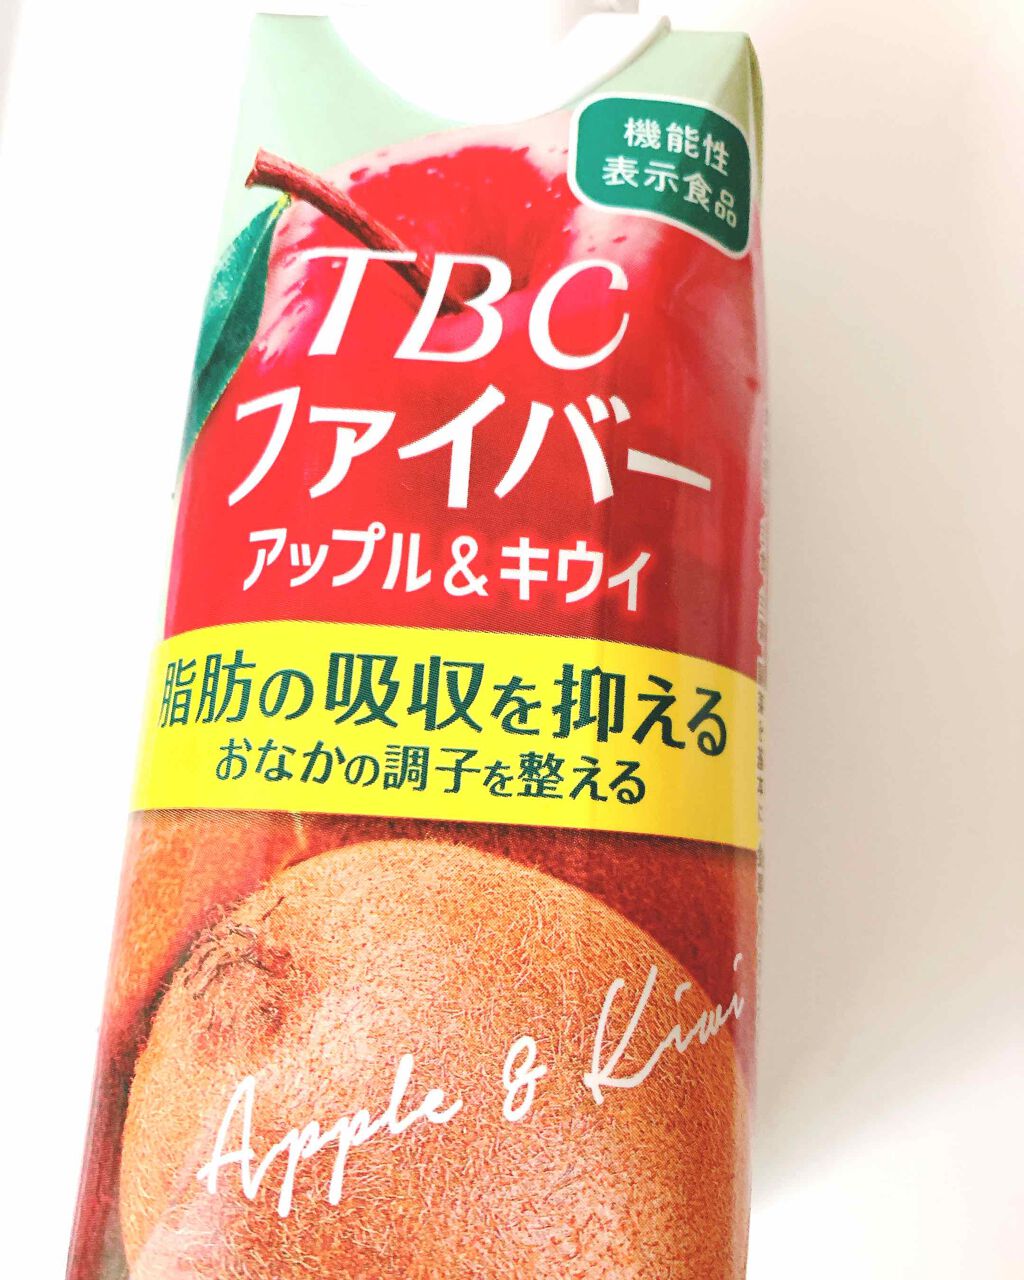 機能性
表示食品
TBC
ファイバー
アップル&キウイ
脂肪の吸収を抑える
おなかの調子を整える
Apple & Kiwi